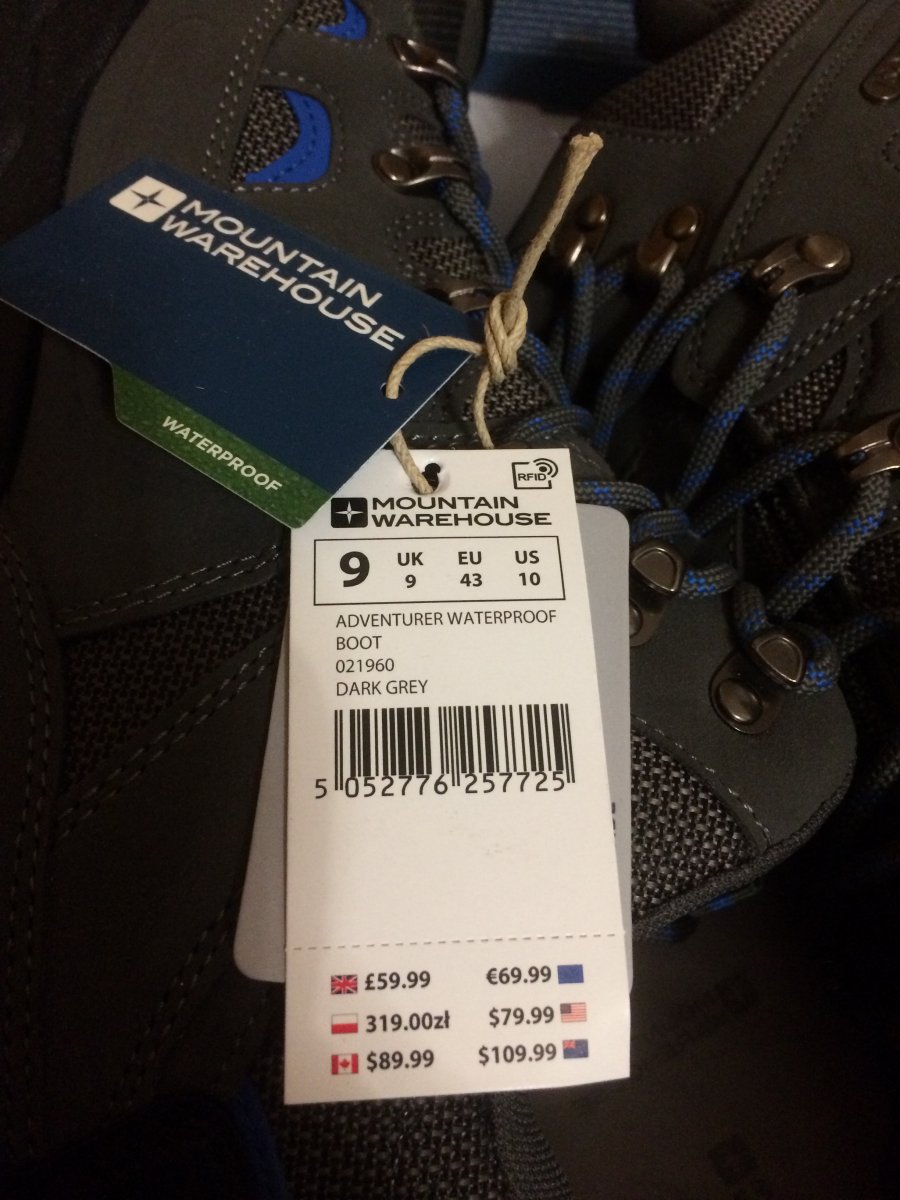 MOUNTAIN
WAREHOUSE
WATERPROOF
RFID
MOUNTAIN
WAREHOUSE
9 UK EU US
9 43 10
ADVENTURER WATERPROOF
BOOT
021960
DARK GREY
5 052776 257725
£59.99 €69.99
319.00zł $79.99
$89.99 $109.99